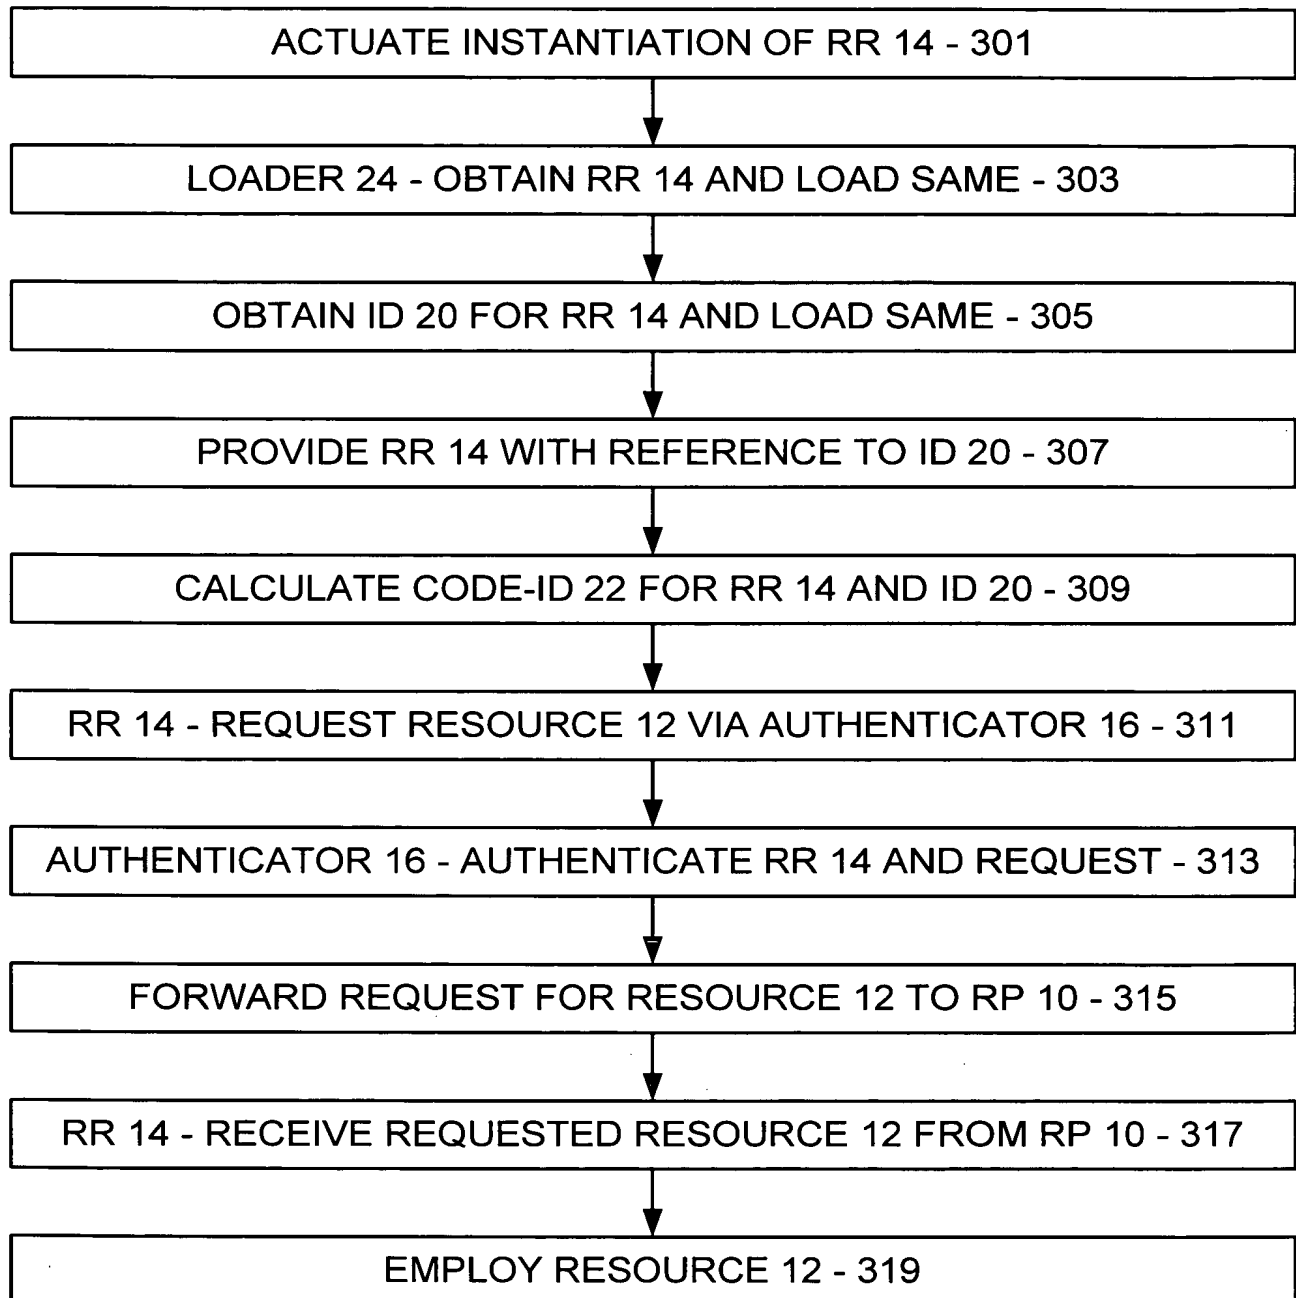 ACTUATE INSTANTIATION OF RR 14 - 301
LOADER 24 - OBTAIN RR 14 AND LOAD SAME - 303
OBTAIN ID 20 FOR RR 14 AND LOAD SAME - 305
PROVIDE RR 14 WITH REFERENCE TO ID 20 - 307
CALCULATE CODE-ID 22 FOR RR 14 AND ID 20 - 309
RR 14 - REQUEST RESOURCE 12 VIA AUTHENTICATOR 16 - 311
AUTHENTICATOR 16 - AUTHENTICATE RR 14 AND REQUEST - 313
FORWARD REQUEST FOR RESOURCE 12 TO RP 10 - 315
RR 14 - RECEIVE REQUESTED RESOURCE 12 FROM RP 10 - 317
EMPLOY RESOURCE 12 - 319